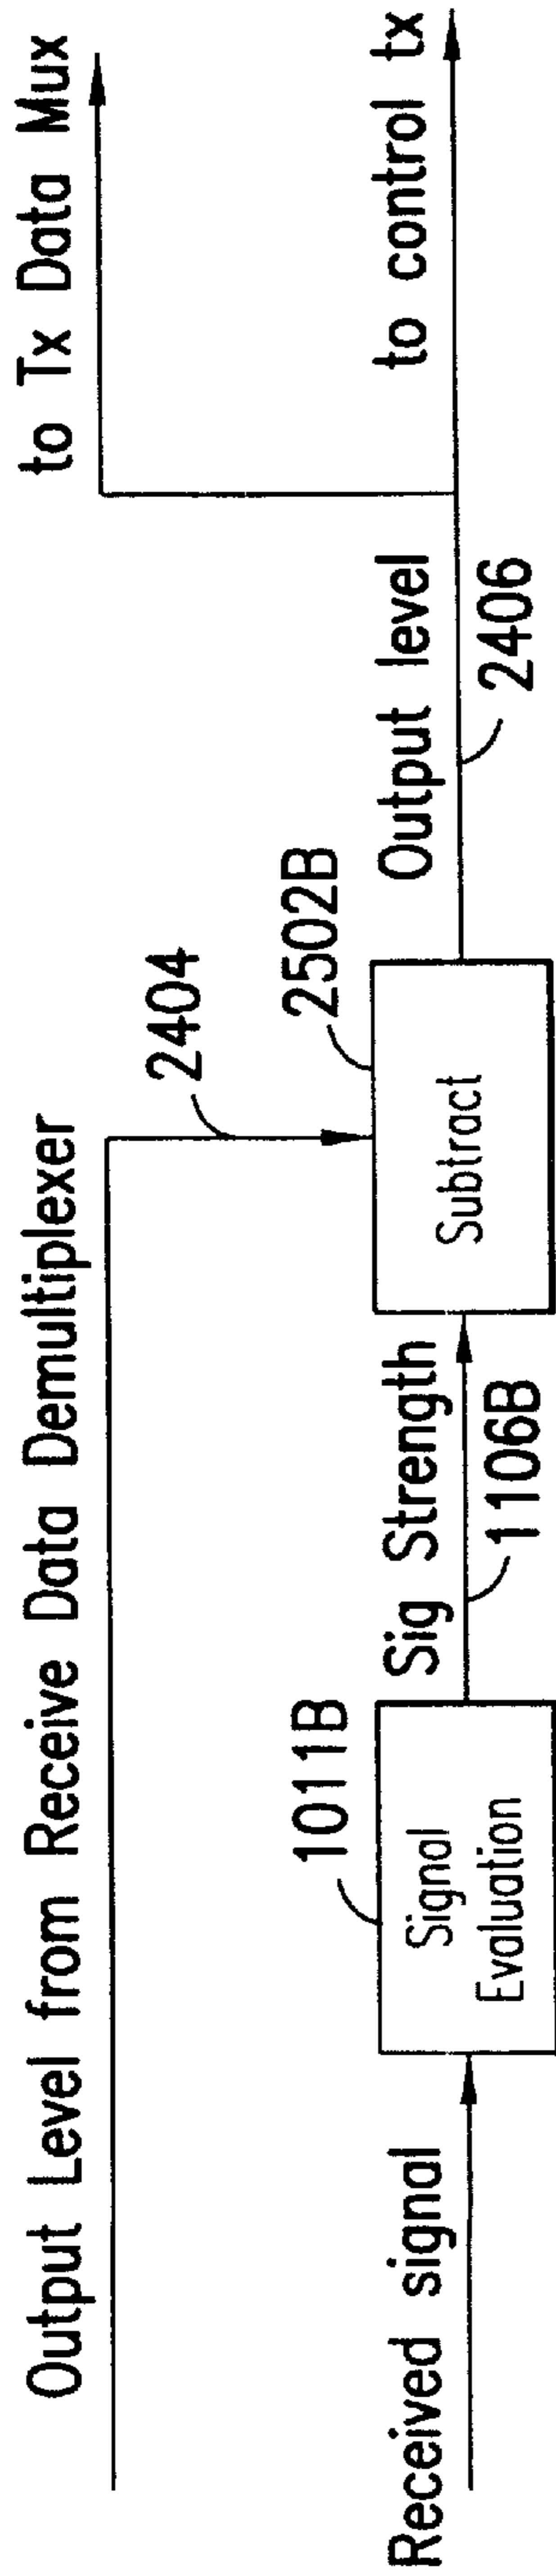 Output Level from Receive Data Demultiplexer
to Tx Data Mux
2404
Received signal
1011B
Signal
Evaluation
Sig Strength
1106B
2502B
Subtract
Output level
2406
to control tx